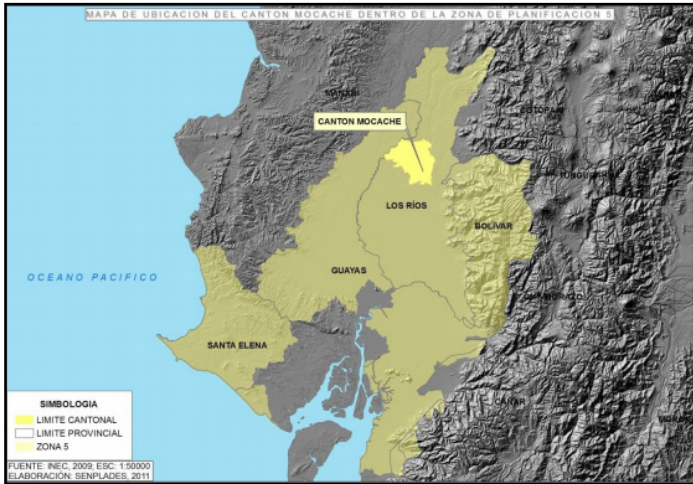 MAPA DE UBICACION DEL CANTON MOCACHE DENTRO DE LA ZONA DE PLANIFICACION 5
MANABI
COTOPAXI
CANTON MOCACHE
TUNGURAHUA
LOS RÍOS
BOLÍVAR
GUAYAS
OCEANO PACIFICO
CHIMBORAZO
SANTA ELENA
CAÑAR
SIMBOLOGIA
LIMITE CANTONAL
LIMITE PROVINCIAL
ZONA 5
FUENTE: INEC, 2009; ESC: 1:50000
ELABORACIÓN: SENPLADES, 2011